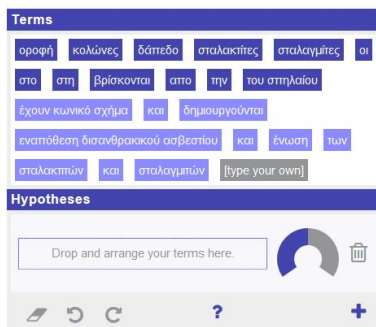 Terms
οροφή κολώνες δάπεδο σταλακτίτες σταλαγμίτες οι
στο στη βρίσκονται απο την του σπηλαίου
έχουν κωνικό σχήμα και δημιουργούνται
εναπόθεση δισανθρακικού ασβεστίου και ένωση των
σταλακτιτών και σταλαγμιτών [type your own]
Hypotheses
Drop and arrange your terms here.
?